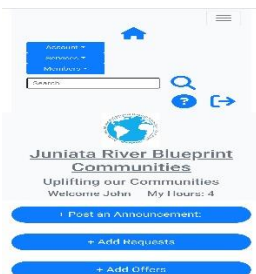 Account
Services
Members
Search
Juniata River Blueprint
Communities
Uplifting our Communities
Welcome John My Hours: 4
+ Post an Announcement:
+ Add Requests
+ Add Offers